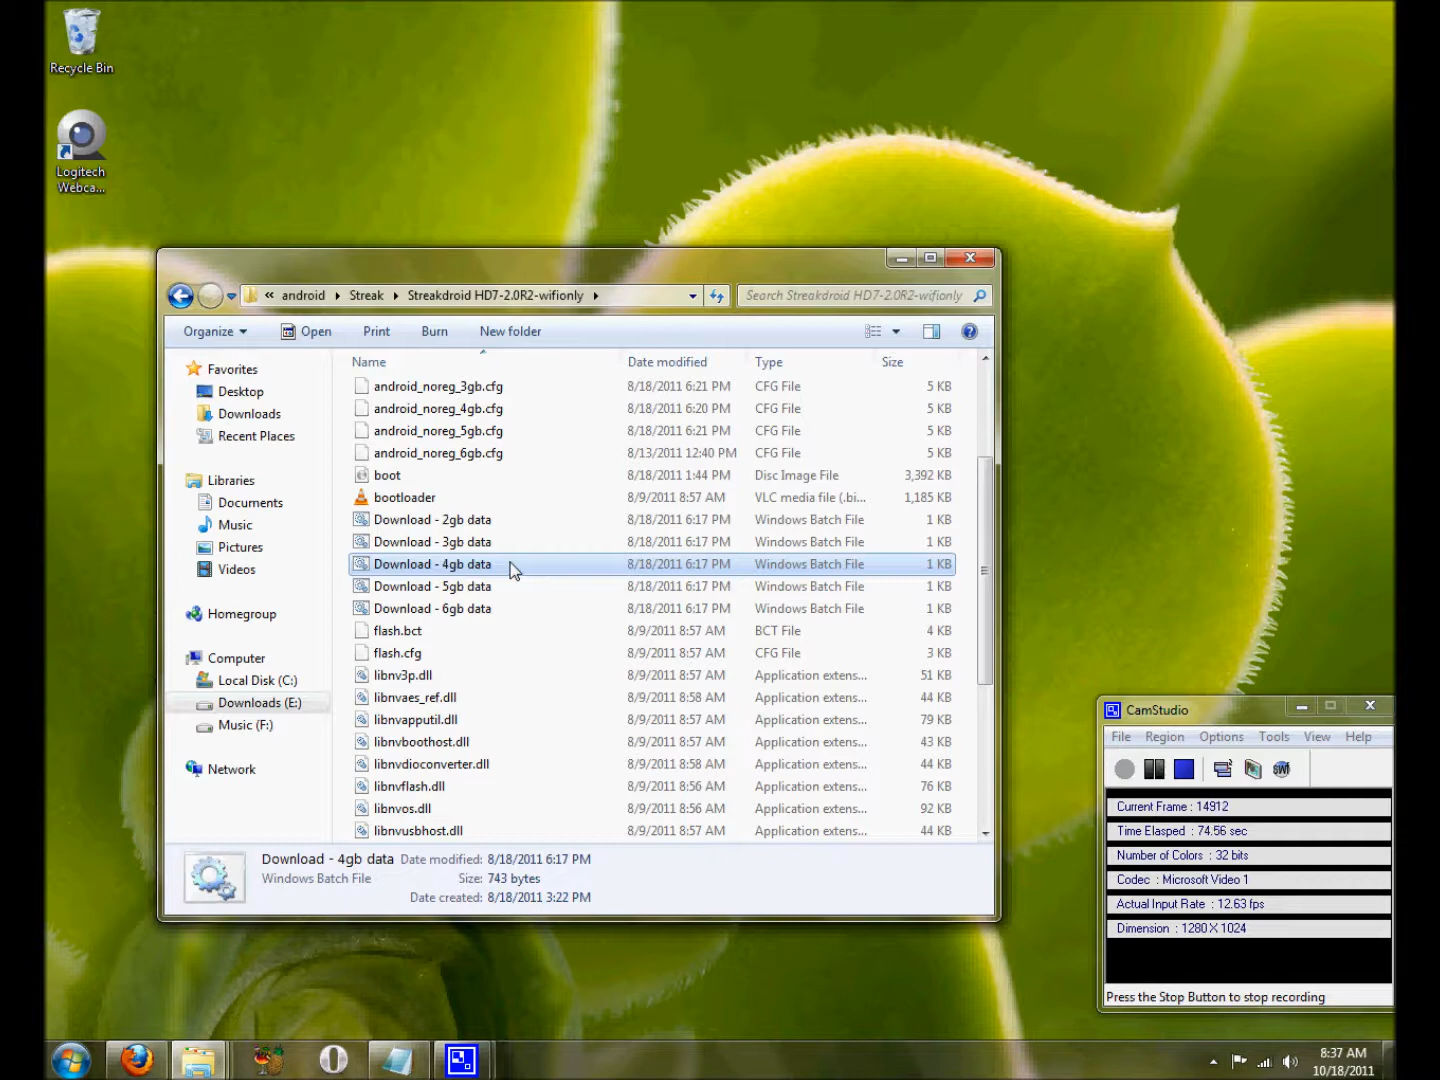 Recycle Bin
Logitech
Webca...
« android Streak Streakdroid HD7-2.0R2-wifionly
Search Streakdroid HD7-2.0R2-wifionly
Organize Open Print Burn New folder
Name Date modified Type Size
Favorites
Desktop
Downloads
Recent Places
Libraries
Documents
Music
Pictures
Videos
Homegroup
Computer
Local Disk (C:)
Downloads (E:)
Music (F:)
Network
android_noreg_3gb.cfg 8/18/2011 6:21 PM CFG File 5 KB
android_noreg_4gb.cfg 8/18/2011 6:20 PM CFG File 5 KB
android_noreg_5gb.cfg 8/18/2011 6:21 PM CFG File 5 KB
android_noreg_6gb.cfg 8/13/2011 12:40 PM CFG File 5 KB
boot 8/18/2011 1:44 PM Disc Image File 3,392 KB
bootloader 8/9/2011 8:57 AM VLC media file (.bi... 1,185 KB
Download - 2gb data 8/18/2011 6:17 PM Windows Batch File 1 KB
Download - 3gb data 8/18/2011 6:17 PM Windows Batch File 1 KB
Download - 4gb data 8/18/2011 6:17 PM Windows Batch File 1 KB
Download - 5gb data 8/18/2011 6:17 PM Windows Batch File 1 KB
Download - 6gb data 8/18/2011 6:17 PM Windows Batch File 1 KB
flash.bct 8/9/2011 8:57 AM BCT File 4 KB
flash.cfg 8/9/2011 8:57 AM CFG File 3 KB
libnv3p.dll 8/9/2011 8:57 AM Application extens... 51 KB
libnvaes_ref.dll 8/9/2011 8:57 AM Application extens... 44 KB
libnvapputil.dll 8/9/2011 8:57 AM Application extens... 79 KB
libnvboothost.dll 8/9/2011 8:57 AM Application extens... 43 KB
libnvdioconverter.dll 8/9/2011 8:58 AM Application extens... 44 KB
libnvflash.dll 8/9/2011 8:56 AM Application extens... 76 KB
libnvos.dll 8/9/2011 8:56 AM Application extens... 92 KB
libnvusbhost.dll 8/9/2011 8:57 AM Application extens... 44 KB
Download - 4gb data Date modified: 8/18/2011 6:17 PM
Windows Batch File Size: 743 bytes
Date created: 8/18/2011 3:22 PM
CamStudio
File Region Options Tools View Help
SWF
Current Frame : 14912
Time Elasped : 74.56 sec
Number of Colors : 32 bits
Codec : Microsoft Video 1
Actual Input Rate : 12.63 fps
Dimension : 1280 X 1024
Press the Stop Button to stop recording
8:37 AM
10/18/2011